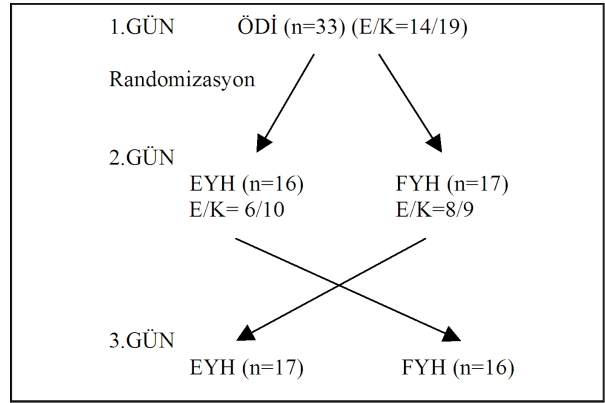 1.GÜN ÖDİ (n=33) (E/K=14/19)
Randomizasyon
2.GÜN
EYH (n=16) FYH (n=17)
E/K= 6/10 E/K=8/9
3.GÜN
EYH (n=17) FYH (n=16)